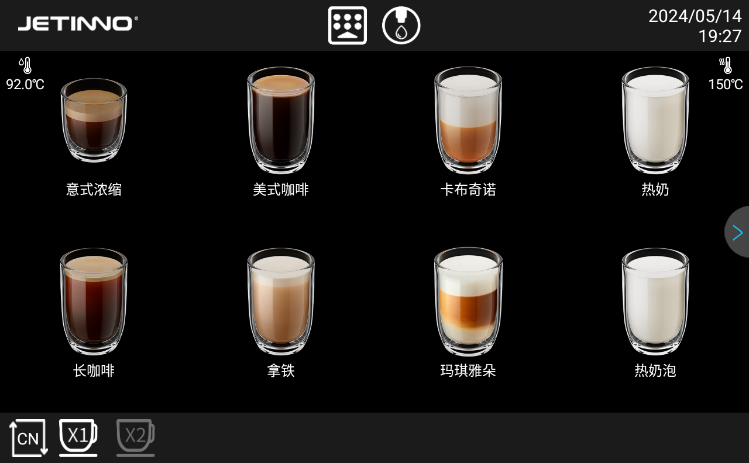 JETINNO
2024/05/14
19:27
92.0℃
150℃
意式浓缩
美式咖啡
卡布奇诺
热奶
长咖啡
拿铁
玛琪雅朵
热奶泡
CN
X1
X2